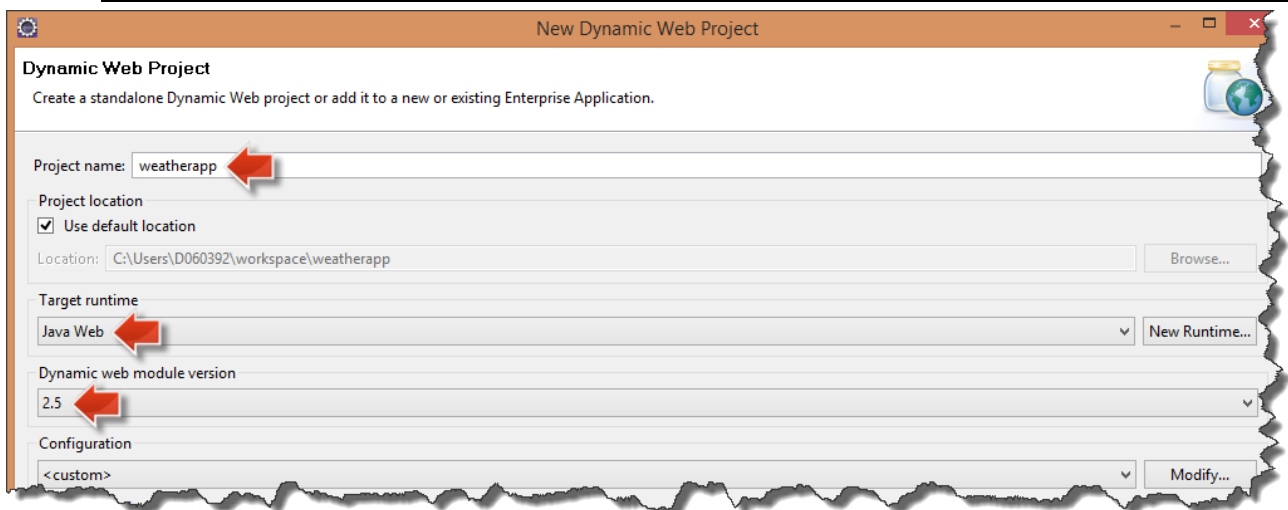 New Dynamic Web Project
Dynamic Web Project
Create a standalone Dynamic Web project or add it to a new or existing Enterprise Application.
Project name: weatherapp
Project location
Use default location
Location: C:\Users\D060392\workspace\weatherapp Browse...
Target runtime
Java Web New Runtime...
Dynamic web module version
2.5
Configuration
<custom> Modify...